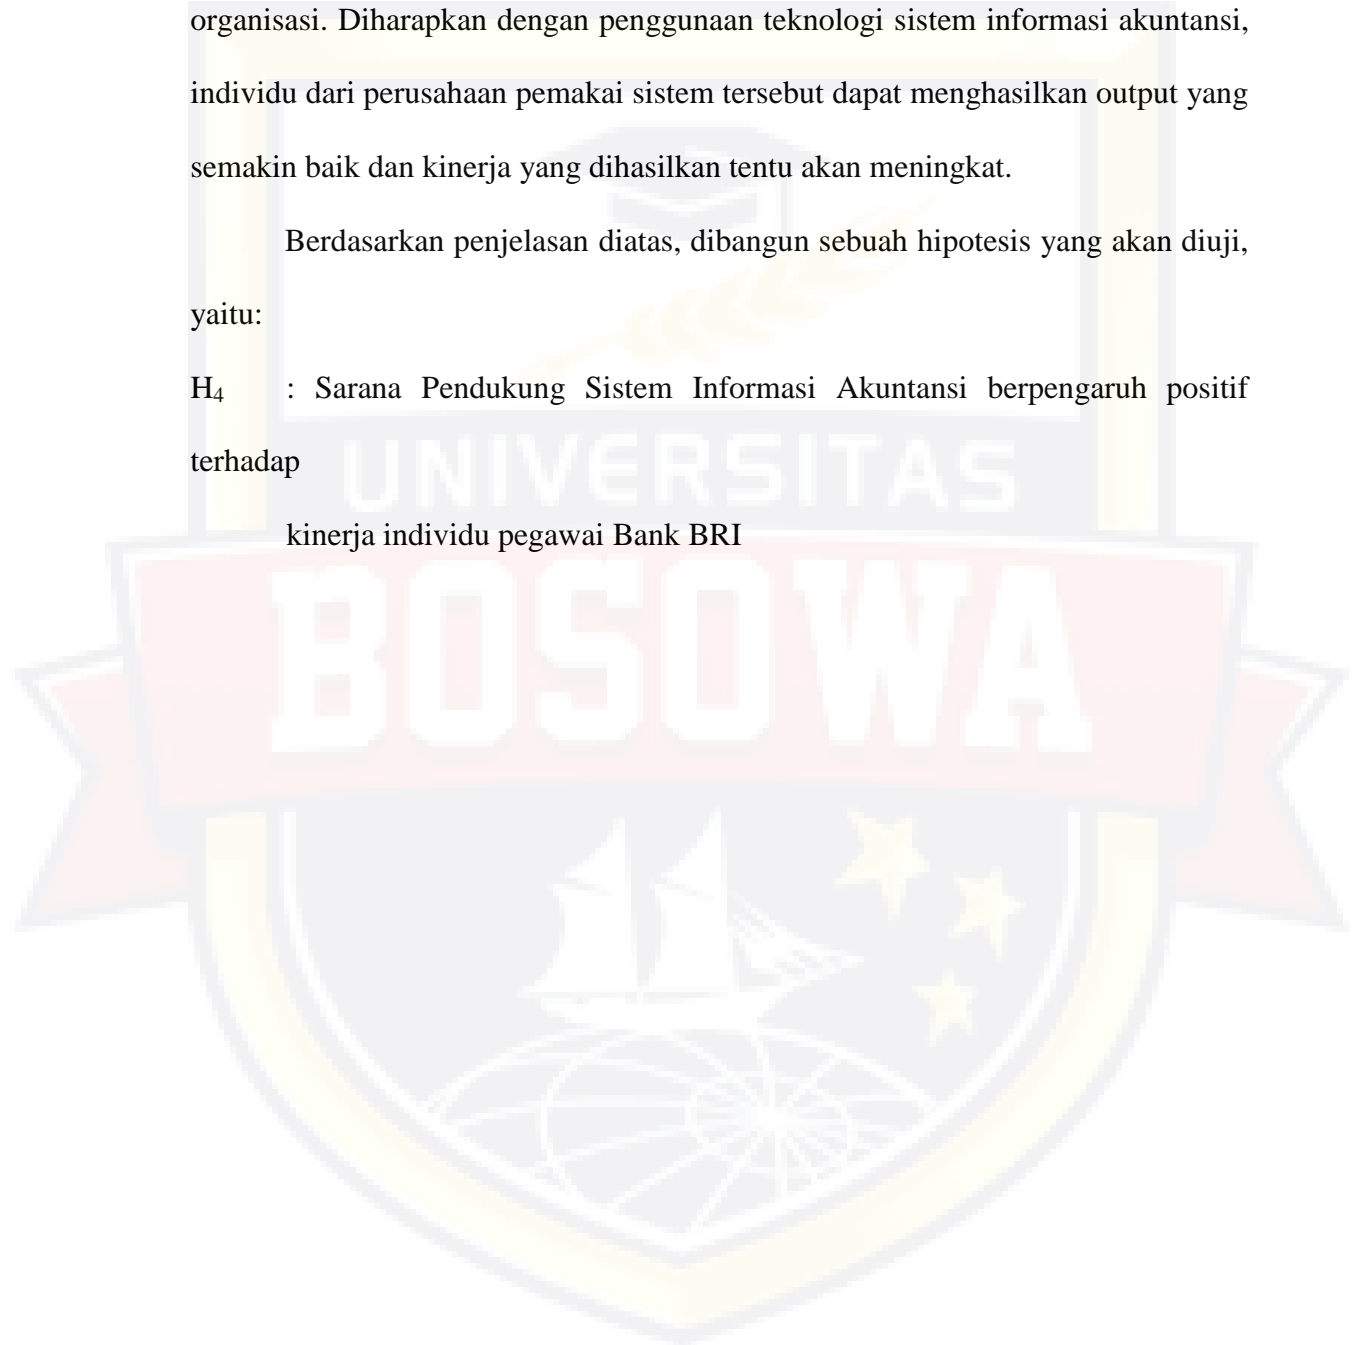 organisasi. Diharapkan dengan penggunaan teknologi sistem informasi akuntansi,
individu dari perusahaan pemakai sistem tersebut dapat menghasilkan output yang
semakin baik dan kinerja yang dihasilkan tentu akan meningkat.
Berdasarkan penjelasan diatas, dibangun sebuah hipotesis yang akan diuji,
yaitu:
H₄ : Sarana Pendukung Sistem Informasi Akuntansi berpengaruh positif
terhadap
kinerja individu pegawai Bank BRI
UNIVERSITAS
BOSOWA